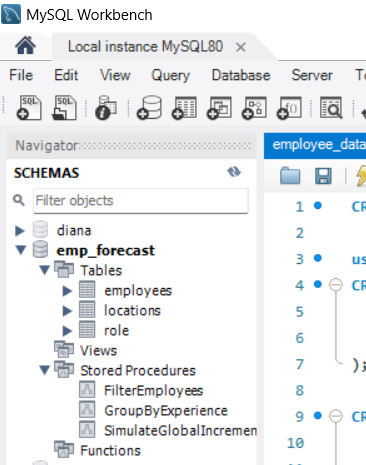 MySQL Workbench
Local instance MySQL80 ×
File Edit View Query Database Server
SQL SQL
Navigator
employee_data
SCHEMAS
Filter objects
diana
emp_forecast
Tables
employees
locations
role
Views
Stored Procedures
FilterEmployees
GroupByExperience
SimulateGlobalIncremen
Functions
1 CR
2
3 us
4 CR
5
6
7 );
8
9 CR
10